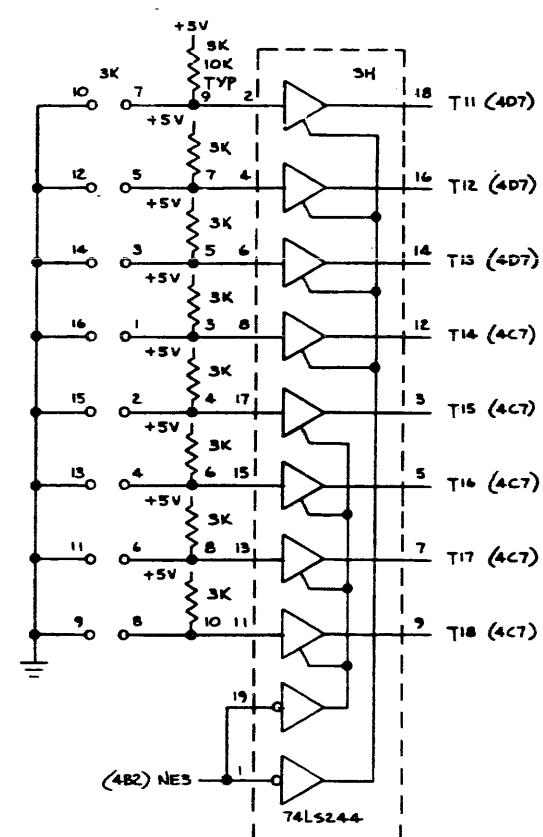 +5V
3K
10K
TYP
3K
3H
10 7 9 2 18 T11 (4D7)
+5V
3K
12 5 7 4 16 T12 (4D7)
+5V
3K
14 3 5 6 14 T13 (4D7)
+5V
3K
16 1 3 8 12 T14 (4C7)
+5V
3K
15 2 4 17 3 T15 (4C7)
+5V
3K
13 4 6 15 5 T16 (4C7)
+5V
3K
11 6 8 13 7 T17 (4C7)
+5V
3K
9 8 10 11 9 T18 (4C7)
19
(4B2) NE3 1
74LS244